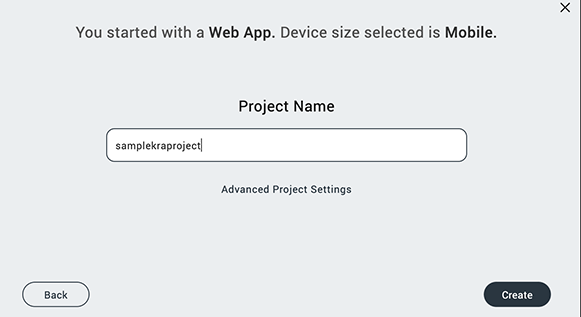 You started with a Web App. Device size selected is Mobile.
Project Name
samplekraproject
Advanced Project Settings
Back
Create